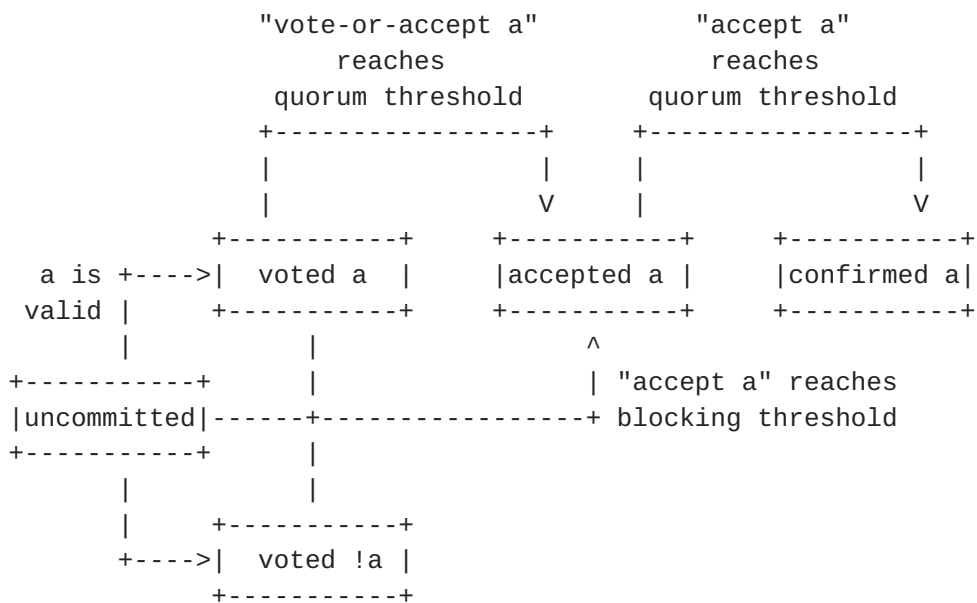 "vote-or-accept a" "accept a"
reaches reaches
quorum threshold quorum threshold
voted a accepted a confirmed a
a is
valid
"accept a" reaches
uncommitted blocking threshold
voted !a